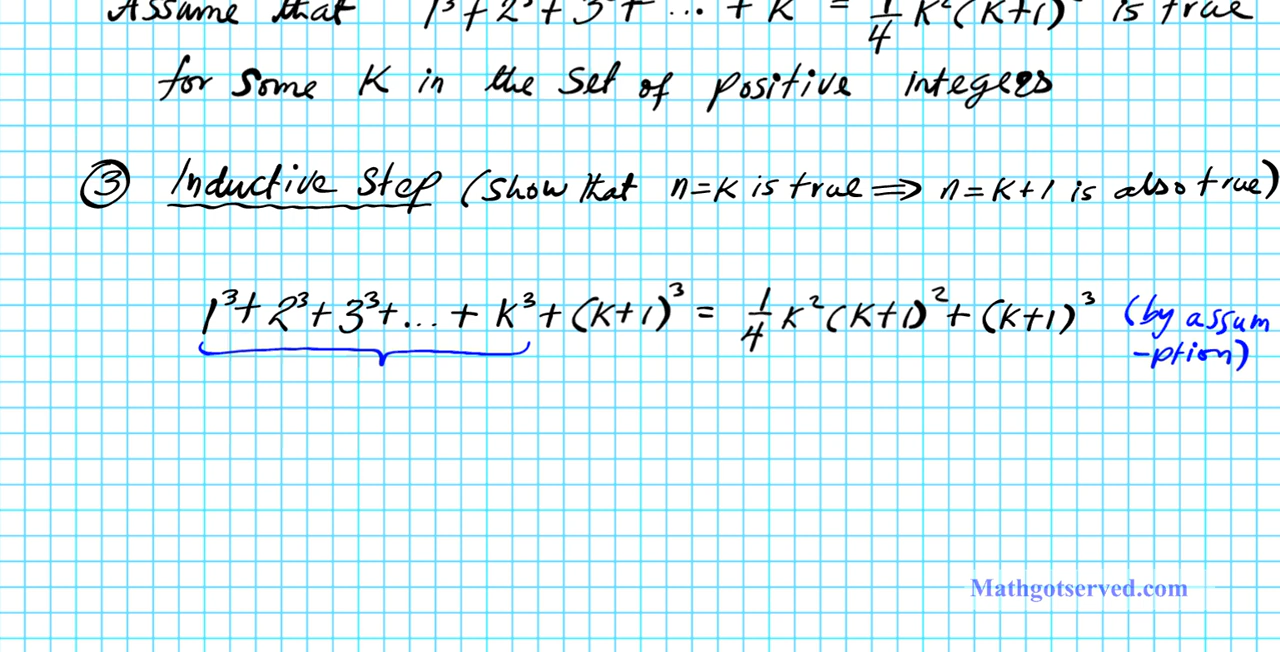 Assume that 1³+2³+3³+...+K = 1/4 K²(K+1) is true
for some K in the set of positive integers
③ Inductive Step (show that n=K is true ⟹ n=K+1 is also true)
1³+2³+3³+...+K³+(K+1)³ = 1/4 K²(K+1)²+(K+1)³ (by assum
-ption)
Mathgotserved.com